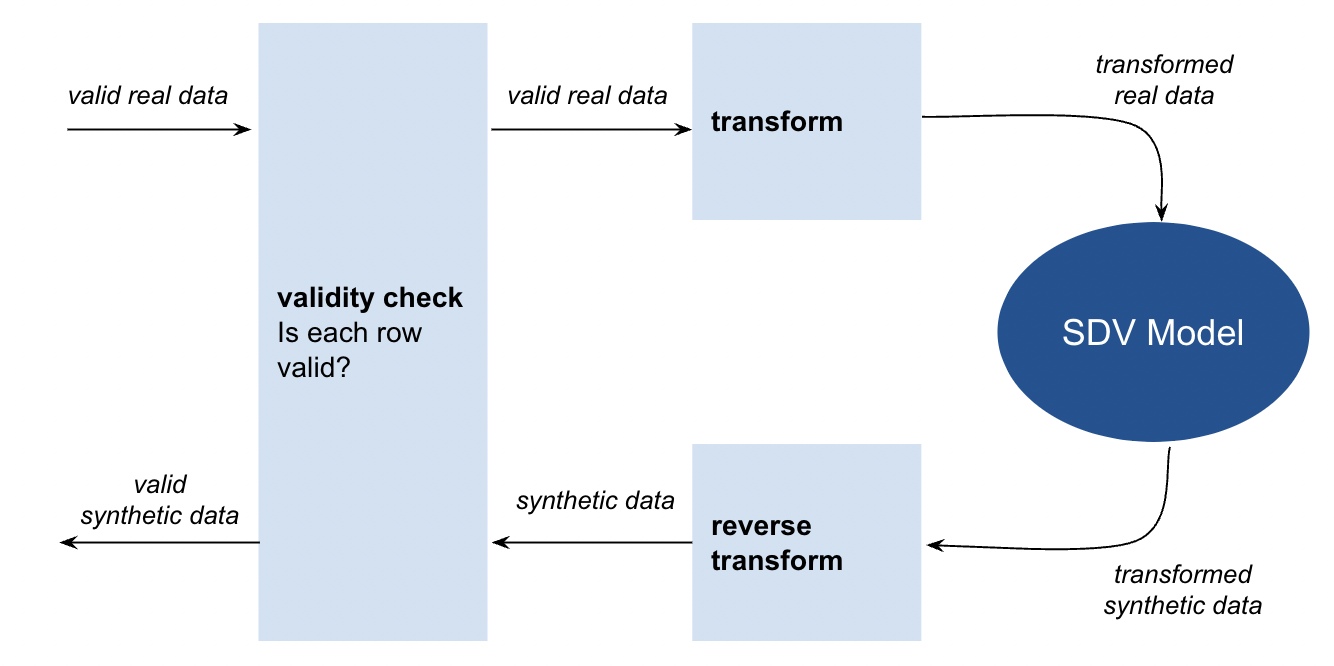 valid real data
valid real data
transform
transformed
real data
validity check
Is each row
valid?
SDV Model
valid
synthetic data
synthetic data
reverse
transform
transformed
synthetic data